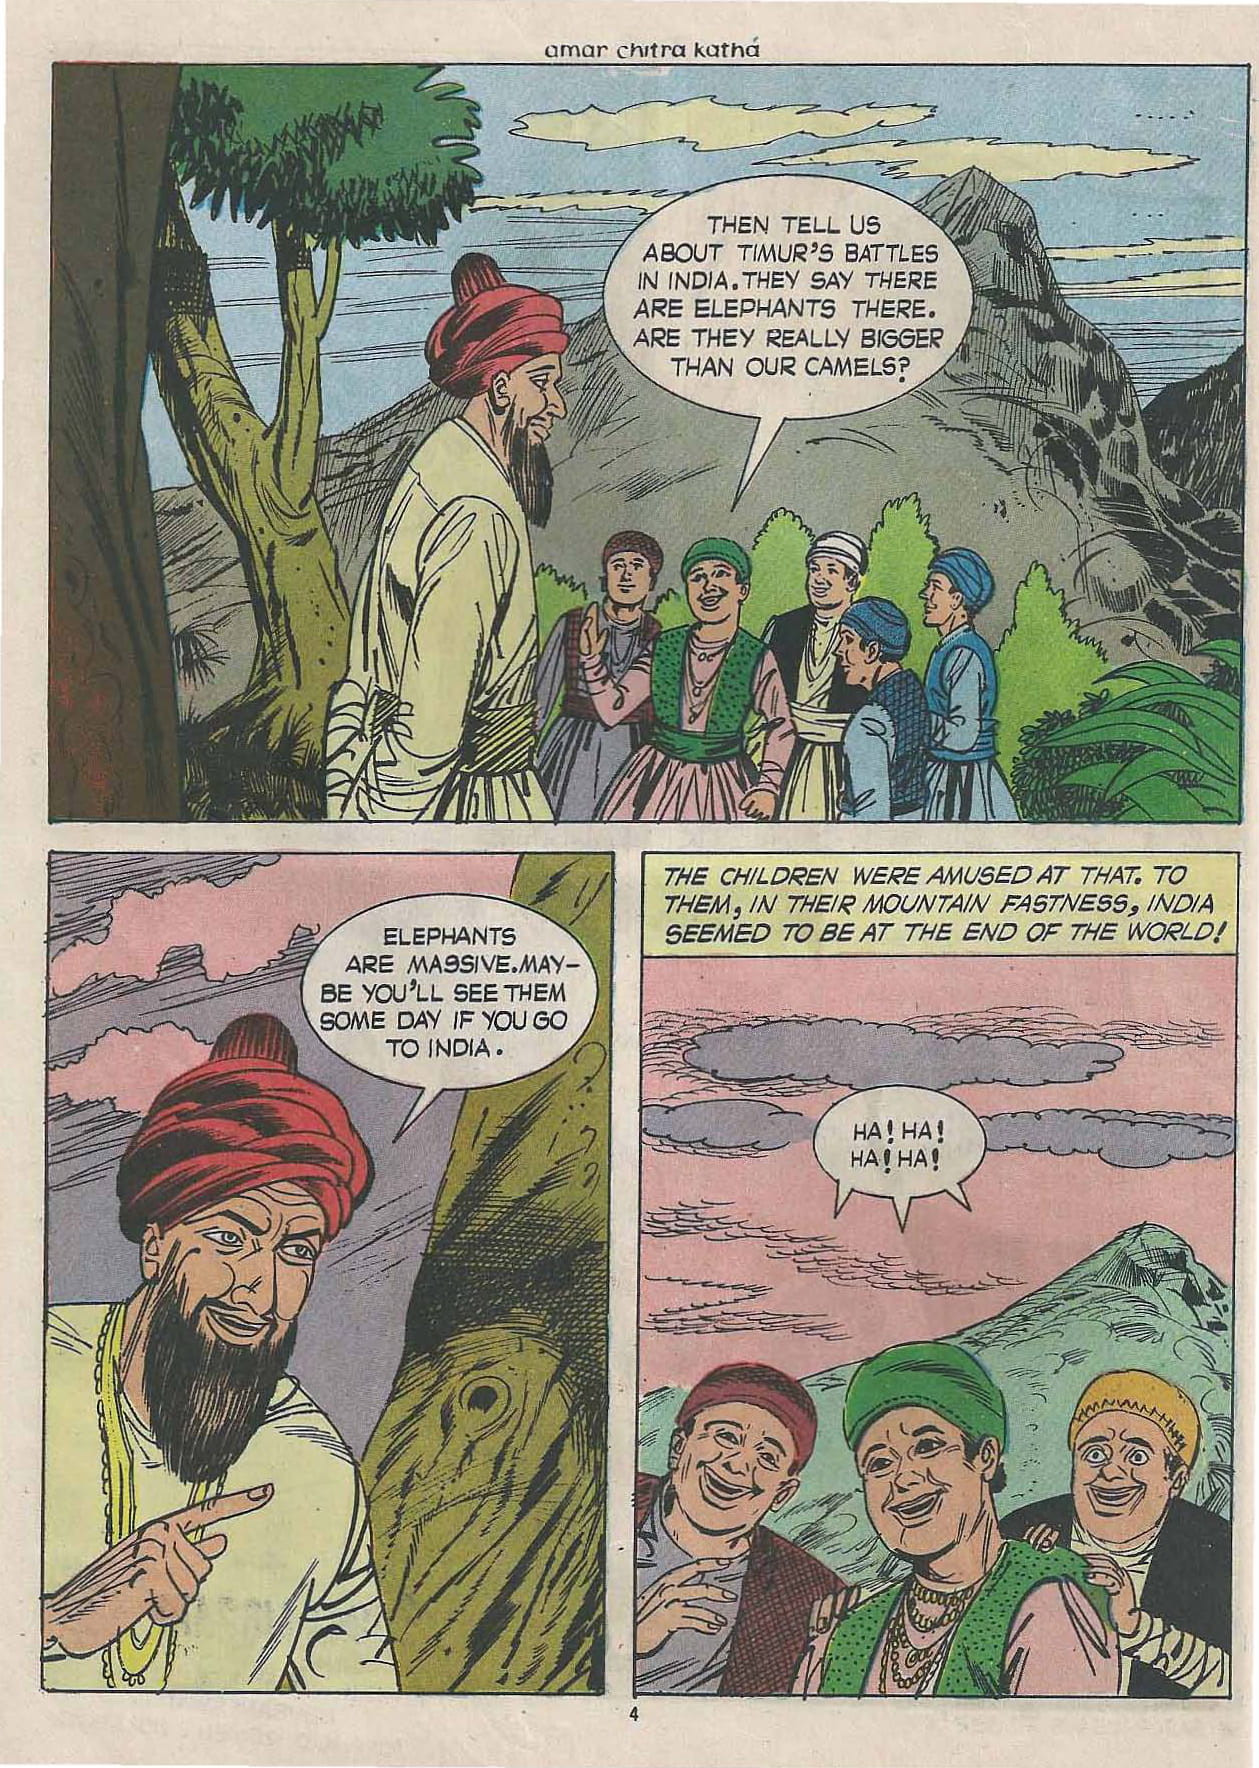 amar chitra katha
THEN TELL US
ABOUT TIMUR'S BATTLES
IN INDIA. THEY SAY THERE
ARE ELEPHANTS THERE.
ARE THEY REALLY BIGGER
THAN OUR CAMELS?
ELEPHANTS
ARE MASSIVE. MAY-
BE YOU'LL SEE THEM
SOME DAY IF YOU GO
TO INDIA.
THE CHILDREN WERE AMUSED AT THAT. TO
THEM, IN THEIR MOUNTAIN FASTNESS, INDIA
SEEMED TO BE AT THE END OF THE WORLD!
HA! HA!
HA! HA!
4